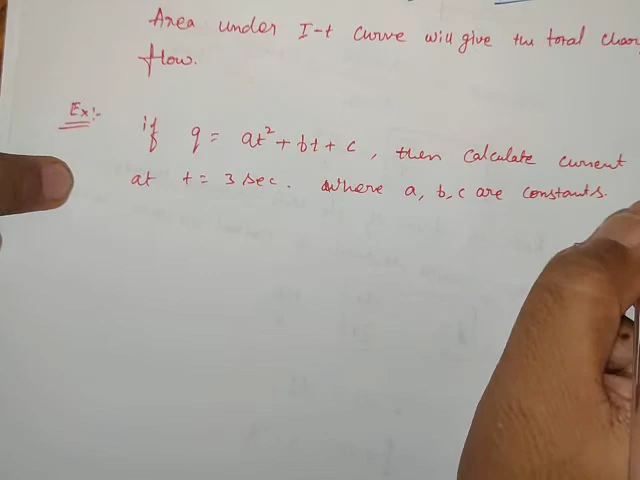 Area under I-t curve will give the total
flow.
Ex:-
if q = at² + bt + c, then calculate current
at t = 3 sec. Where a, b, c are constants.